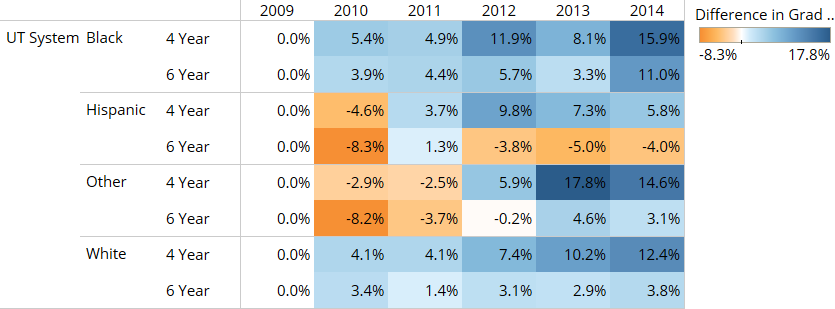 2009 2010 2011 2012 2013 2014
UT System Black 4 Year 0.0% 5.4% 4.9% 11.9% 8.1% 15.9%
6 Year 0.0% 3.9% 4.4% 5.7% 3.3% 11.0%
Hispanic 4 Year 0.0% -4.6% 3.7% 9.8% 7.3% 5.8%
6 Year 0.0% -8.3% 1.3% -3.8% -5.0% -4.0%
Other 4 Year 0.0% -2.9% -2.5% 5.9% 17.8% 14.6%
6 Year 0.0% -8.2% -3.7% -0.2% 4.6% 3.1%
White 4 Year 0.0% 4.1% 4.1% 7.4% 10.2% 12.4%
6 Year 0.0% 3.4% 1.4% 3.1% 2.9% 3.8%
Difference in Grad ..
-8.3% 17.8%